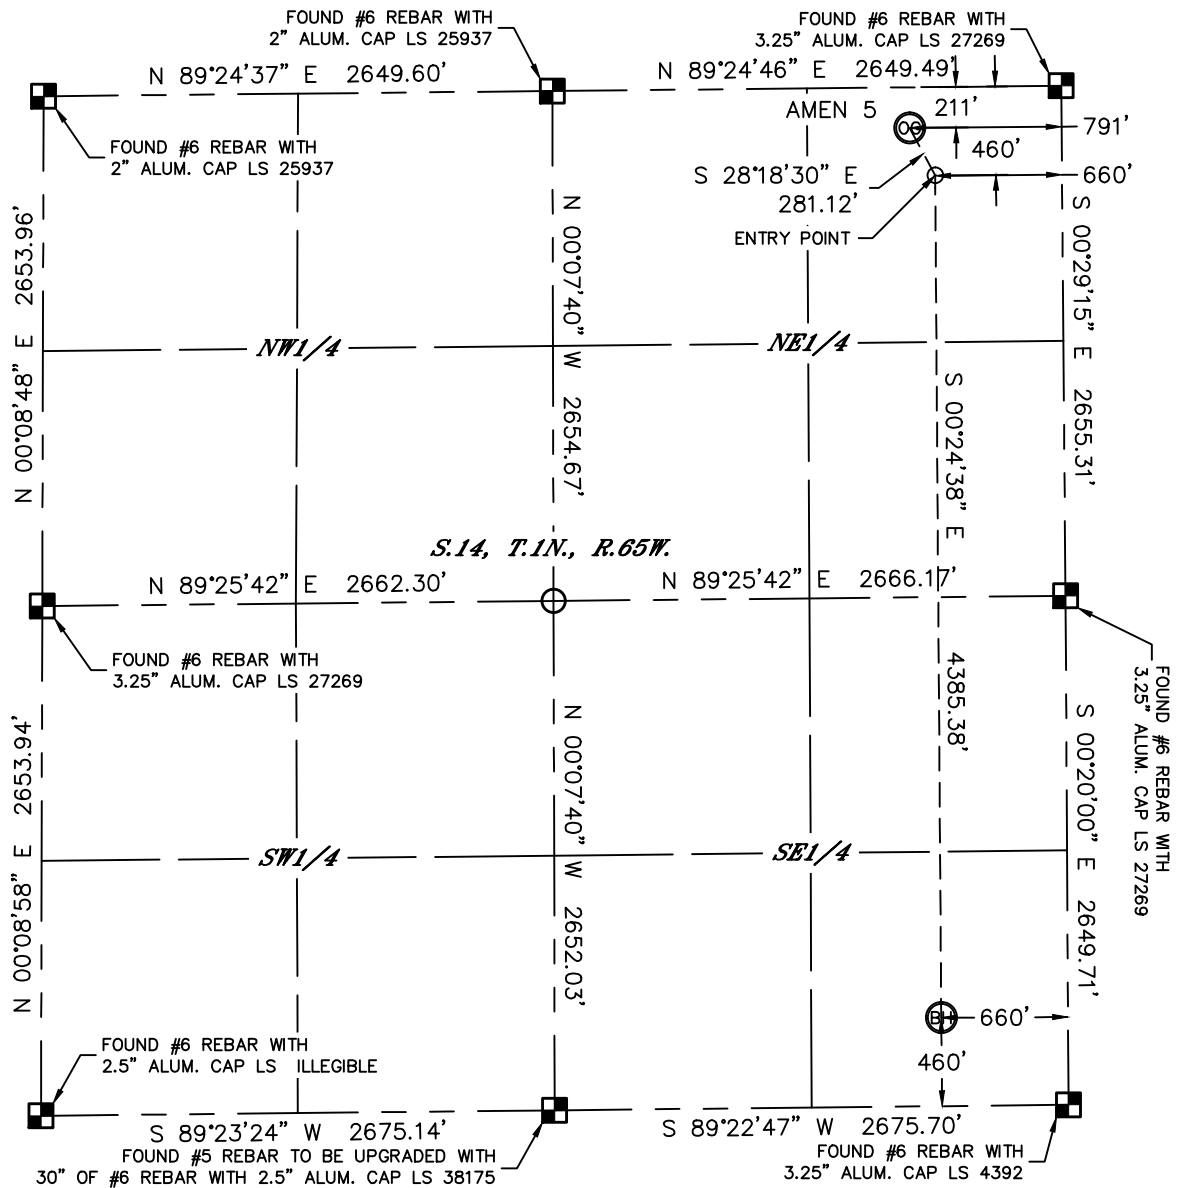 FOUND #6 REBAR WITH
2” ALUM. CAP LS 25937
FOUND #6 REBAR WITH
3.25” ALUM. CAP LS 27269
N 89°24'37” E 2649.60'
N 89°24'46” E 2649.49'
AMEN 5
211'
OG
791'
460'
FOUND #6 REBAR WITH
2” ALUM. CAP LS 25937
S 28°18'30” E
281.12'
660'
ENTRY POINT
N 00°08'48” E 2653.96'
N 00°07'40” W 2654.67'
S 00°29'15” E 2655.31'
NW1/4
NE1/4
S 00°24'38” E 4385.38'
S.14, T.1N., R.65W.
N 89°25'42” E 2662.30'
N 89°25'42” E 2666.17'
FOUND #6 REBAR WITH
3.25” ALUM. CAP LS 27269
FOUND #6 REBAR WITH
3.25” ALUM. CAP LS 27269
N 00°08'58” E 2653.94'
N 00°07'40” W 2652.03'
S 00°20'00” E 2649.71'
SW1/4
SE1/4
BH
660'
460'
FOUND #6 REBAR WITH
2.5” ALUM. CAP LS ILLEGIBLE
S 89°23'24” W 2675.14'
S 89°22'47” W 2675.70'
FOUND #5 REBAR TO BE UPGRADED WITH
30” OF #6 REBAR WITH 2.5” ALUM. CAP LS 38175
FOUND #6 REBAR WITH
3.25” ALUM. CAP LS 4392